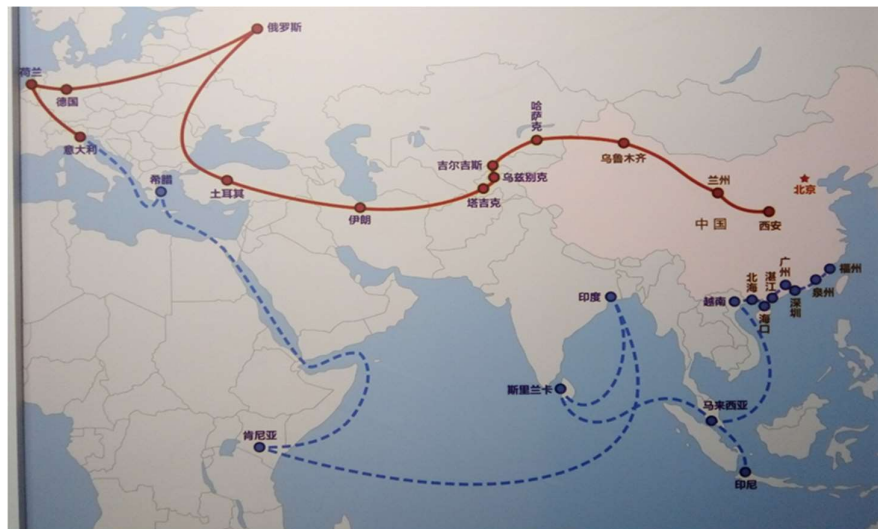 俄罗斯
荷兰
德国
哈萨克
意大利
乌鲁木齐
吉尔吉斯
乌兹别克
希腊
土耳其
塔吉克
兰州
北京
伊朗
中国
西安
广州
福州
湛江
北海
泉州
印度
越南
海口
深圳
斯里兰卡
马来西亚
肯尼亚
印尼